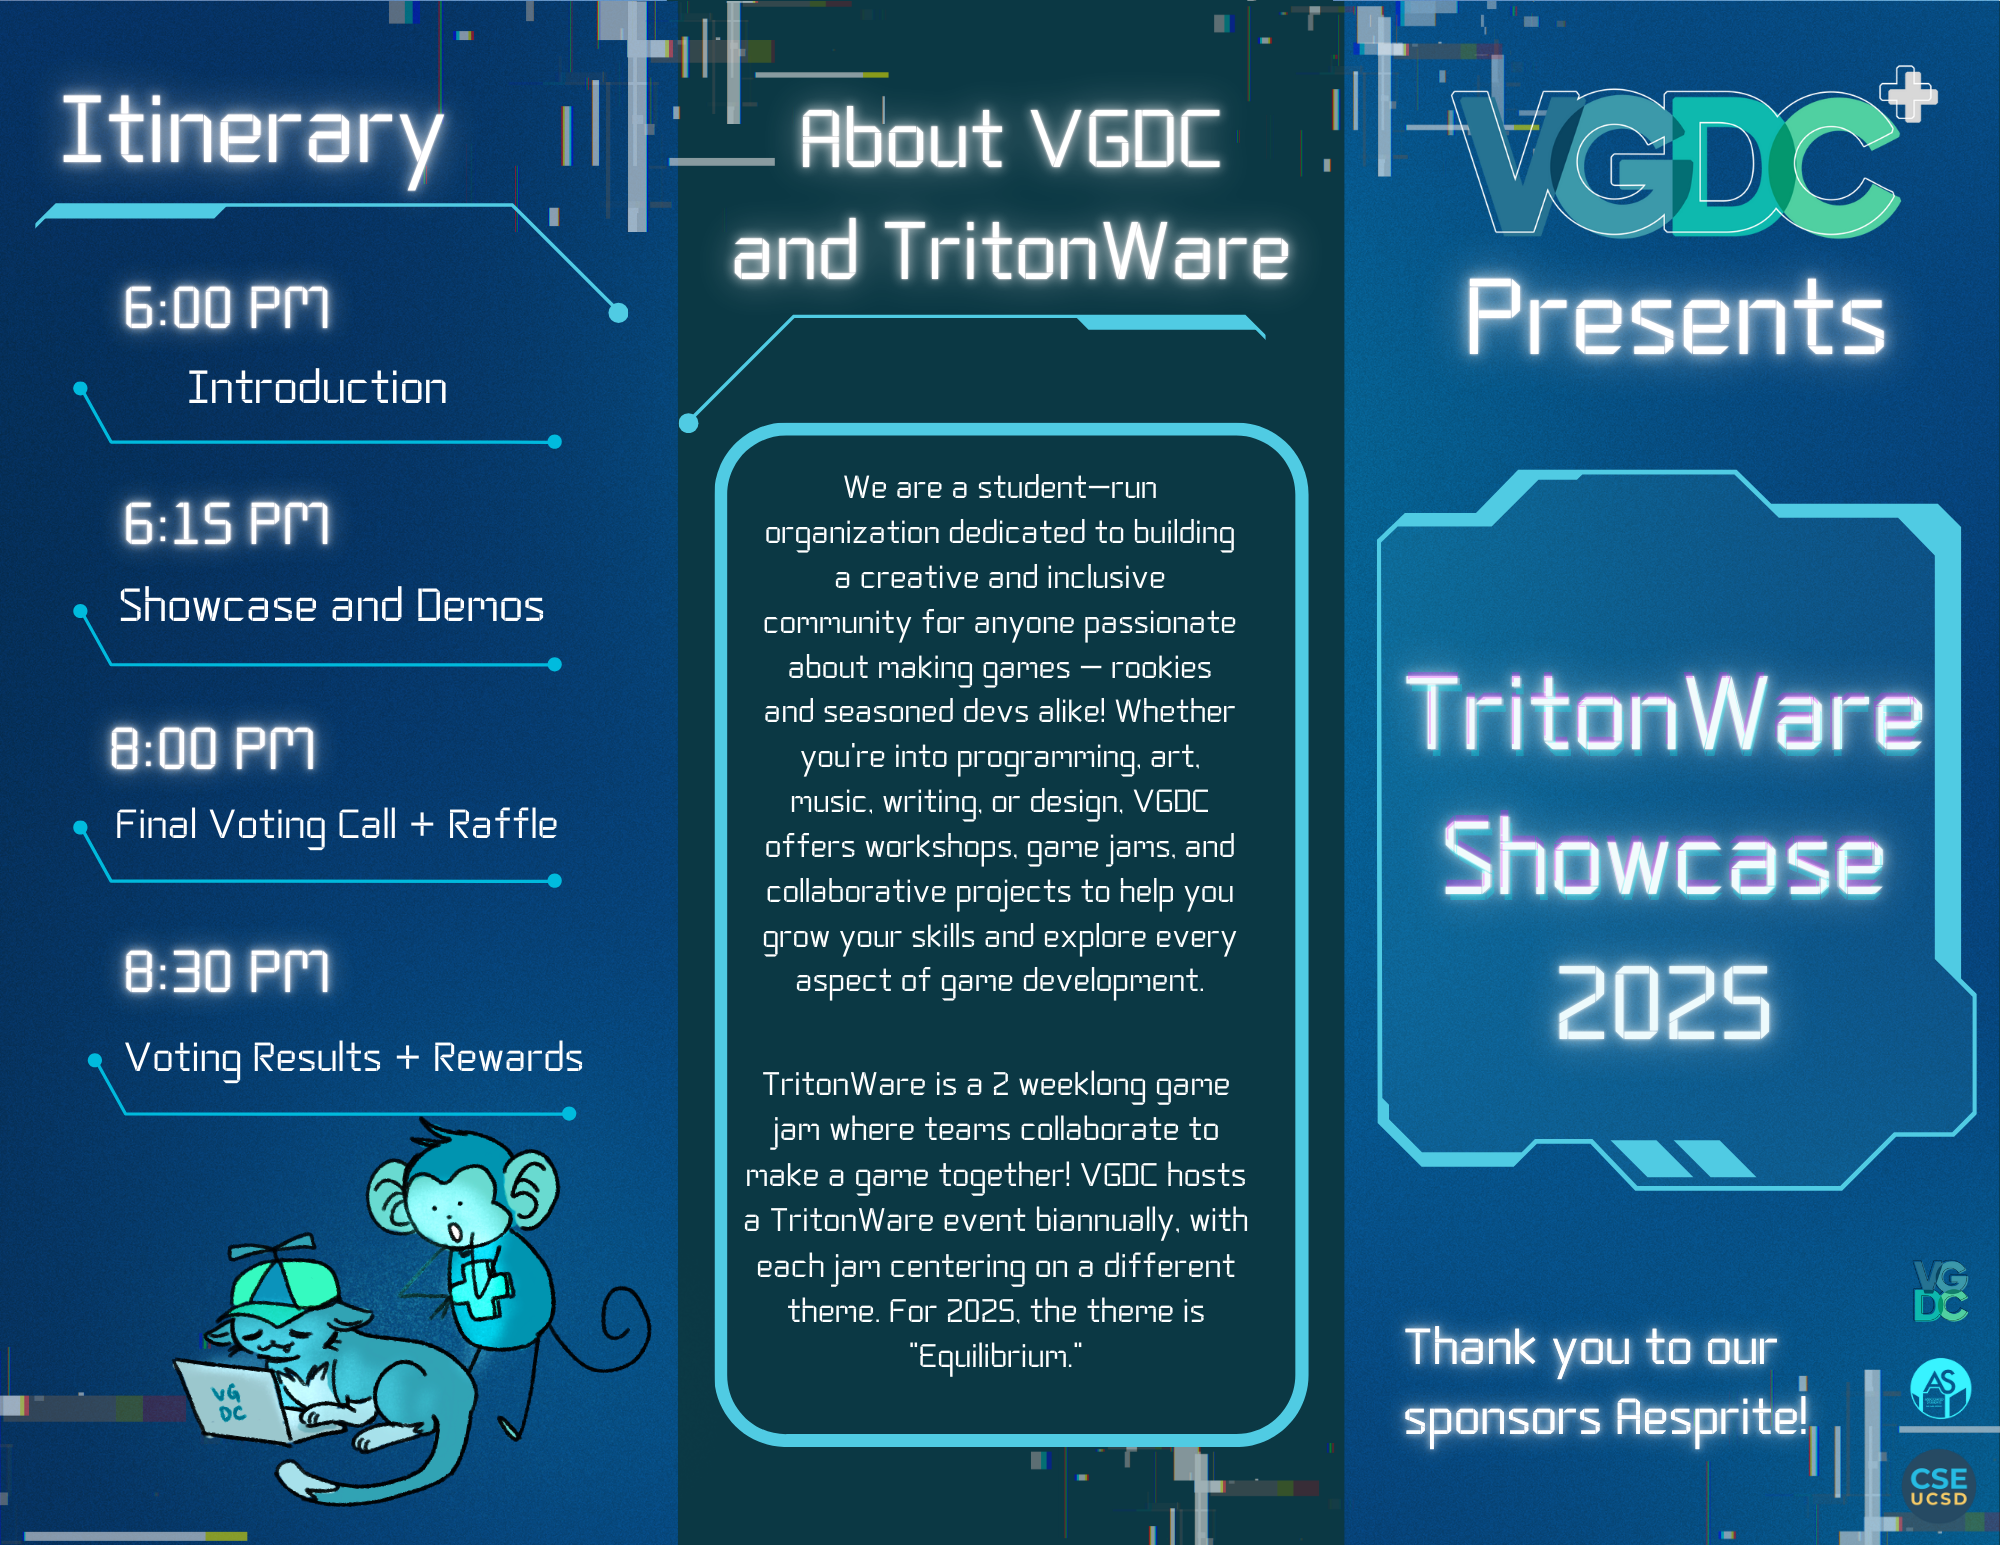 Itinerary
6:00 PM
Introduction
6:15 PM
Showcase and Demos
8:00 PM
Final Voting Call + Raffle
8:30 PM
Voting Results + Rewards
VG
DC
About VGDC
and TritonWare
We are a student-run
organization dedicated to building
a creative and inclusive
community for anyone passionate
about making games — rookies
and seasoned devs alike! Whether
you're into programming, art,
music, writing, or design, VGDC
offers workshops, game jams, and
collaborative projects to help you
grow your skills and explore every
aspect of game development.
TritonWare is a 2 weeklong game
jam where teams collaborate to
make a game together! VGDC hosts
a TritonWare event biannually, with
each jam centering on a different
theme. For 2025, the theme is
"Equilibrium."
VGDC
Presents
TritonWare
Showcase
2025
Thank you to our
sponsors Aesprite!
VG
DC
AS
CSE
UCSD